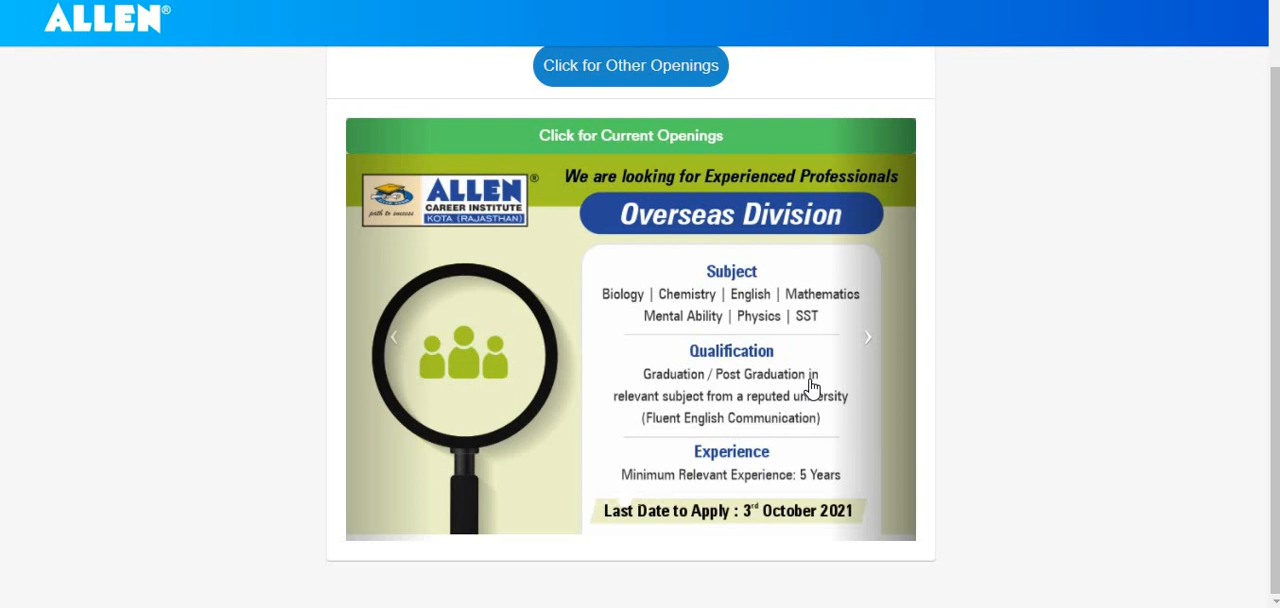 ALLEN®
Click for Other Openings
Click for Current Openings
We are looking for Experienced Professionals
ALLEN®
CAREER INSTITUTE
KOTA (RAJASTHAN)
path to success
Overseas Division
Subject
Biology | Chemistry | English | Mathematics
Mental Ability | Physics | SST
Qualification
Graduation / Post Graduation in
relevant subject from a reputed university
(Fluent English Communication)
Experience
Minimum Relevant Experience: 5 Years
Last Date to Apply : 3rd October 2021